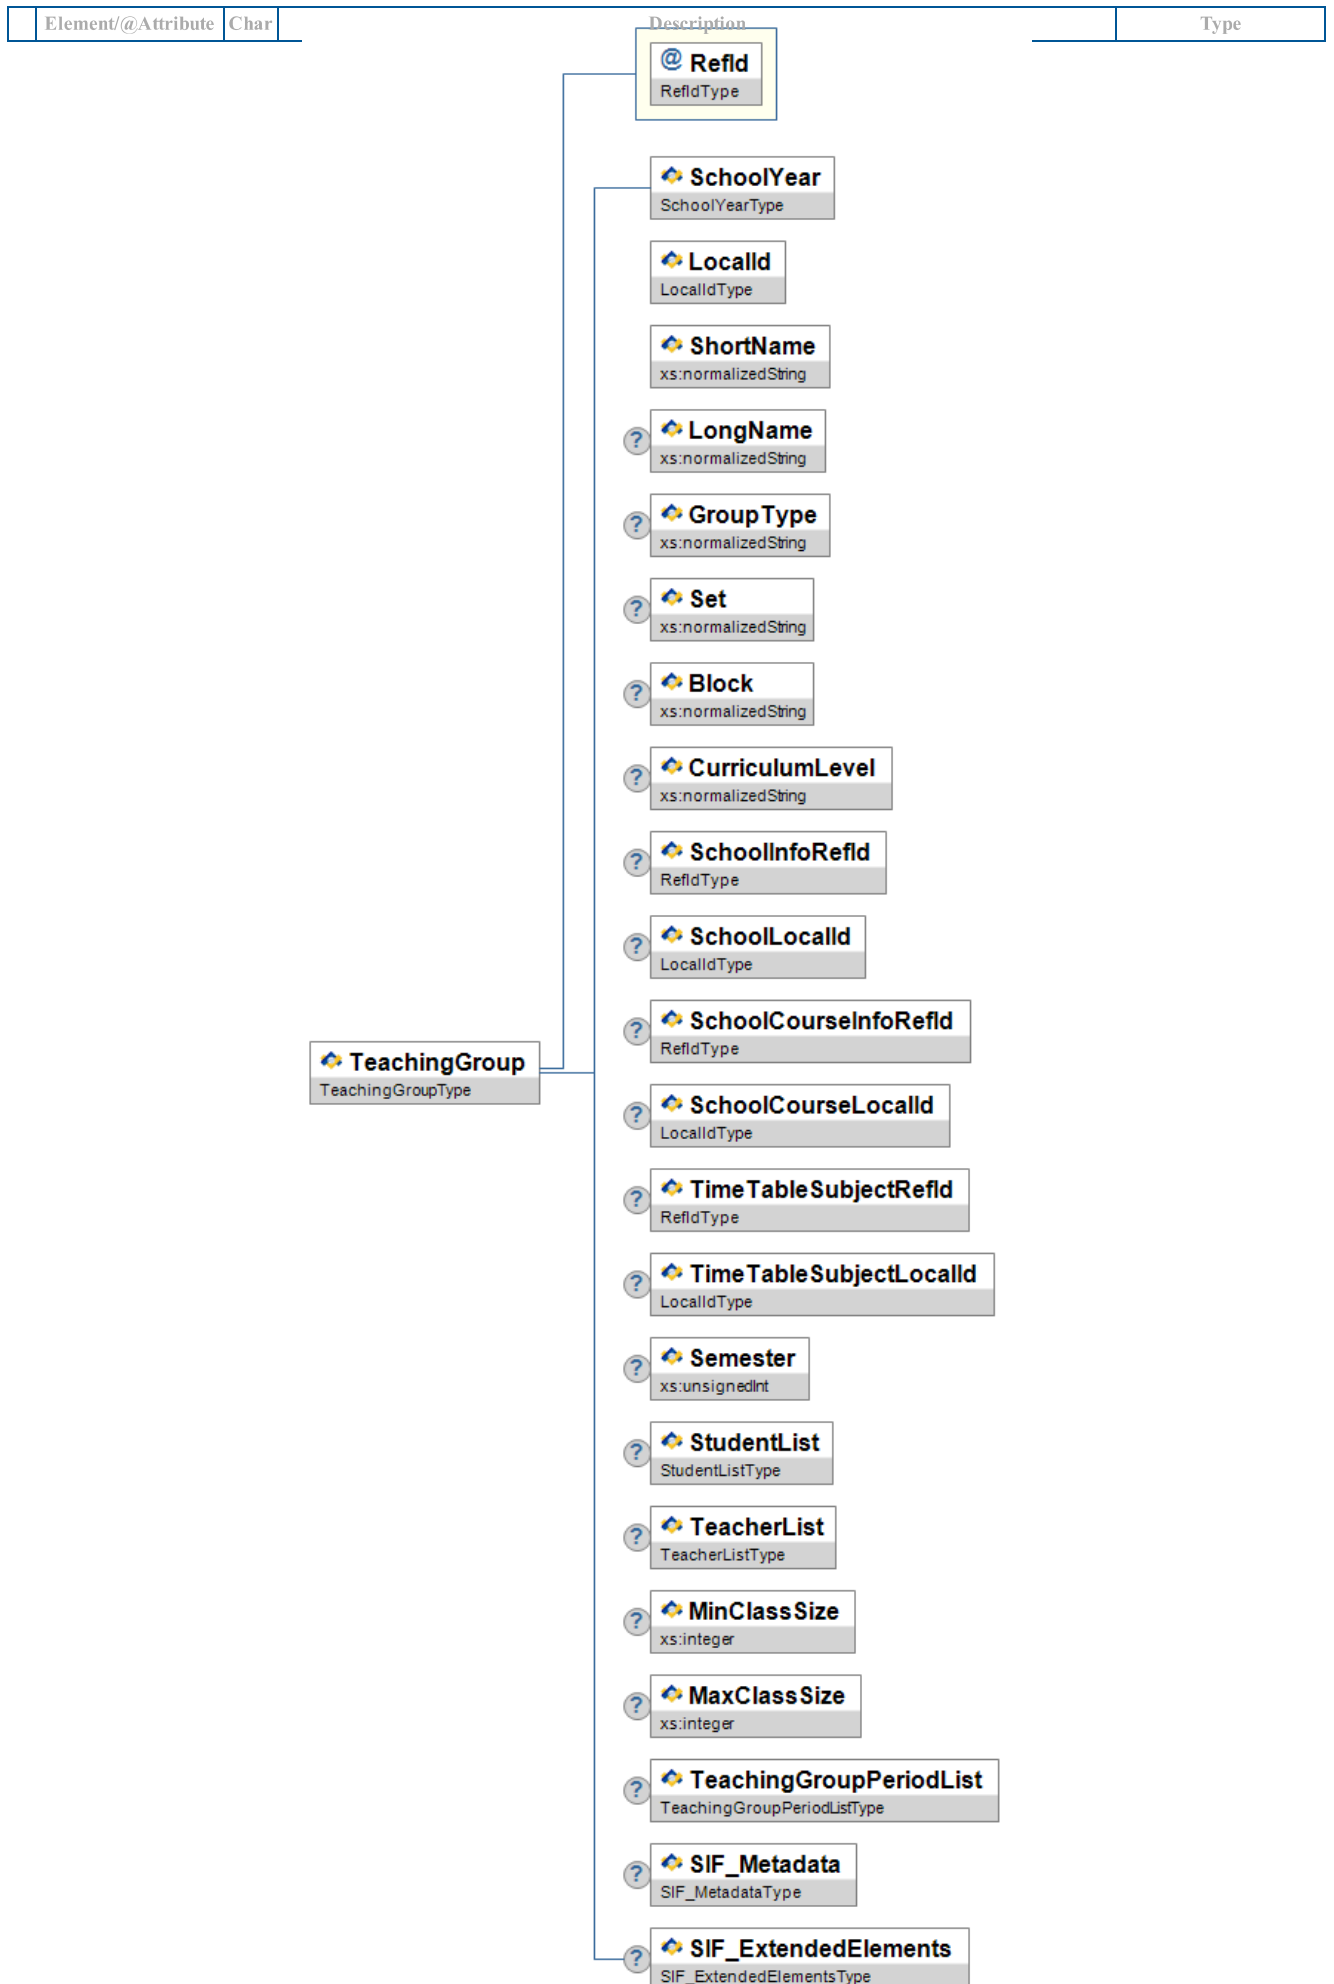 Element/@Attribute Char Description Type
@ RefId
RefIdType
SchoolYear
SchoolYearType
LocalId
LocalIdType
ShortName
xs:normalizedString
? LongName
xs:normalizedString
? GroupType
xs:normalizedString
? Set
xs:normalizedString
? Block
xs:normalizedString
? CurriculumLevel
xs:normalizedString
? SchoolInfoRefId
RefIdType
? SchoolLocalId
LocalIdType
? SchoolCourseInfoRefId
RefIdType
TeachingGroup
TeachingGroupType
? SchoolCourseLocalId
LocalIdType
? TimeTableSubjectRefId
RefIdType
? TimeTableSubjectLocalId
LocalIdType
? Semester
xs:unsignedInt
? StudentList
StudentListType
? TeacherList
TeacherListType
? MinClassSize
xs:integer
? MaxClassSize
xs:integer
? TeachingGroupPeriodList
TeachingGroupPeriodListType
? SIF_Metadata
SIF_MetadataType
? SIF_ExtendedElements
SIF_ExtendedElementsType